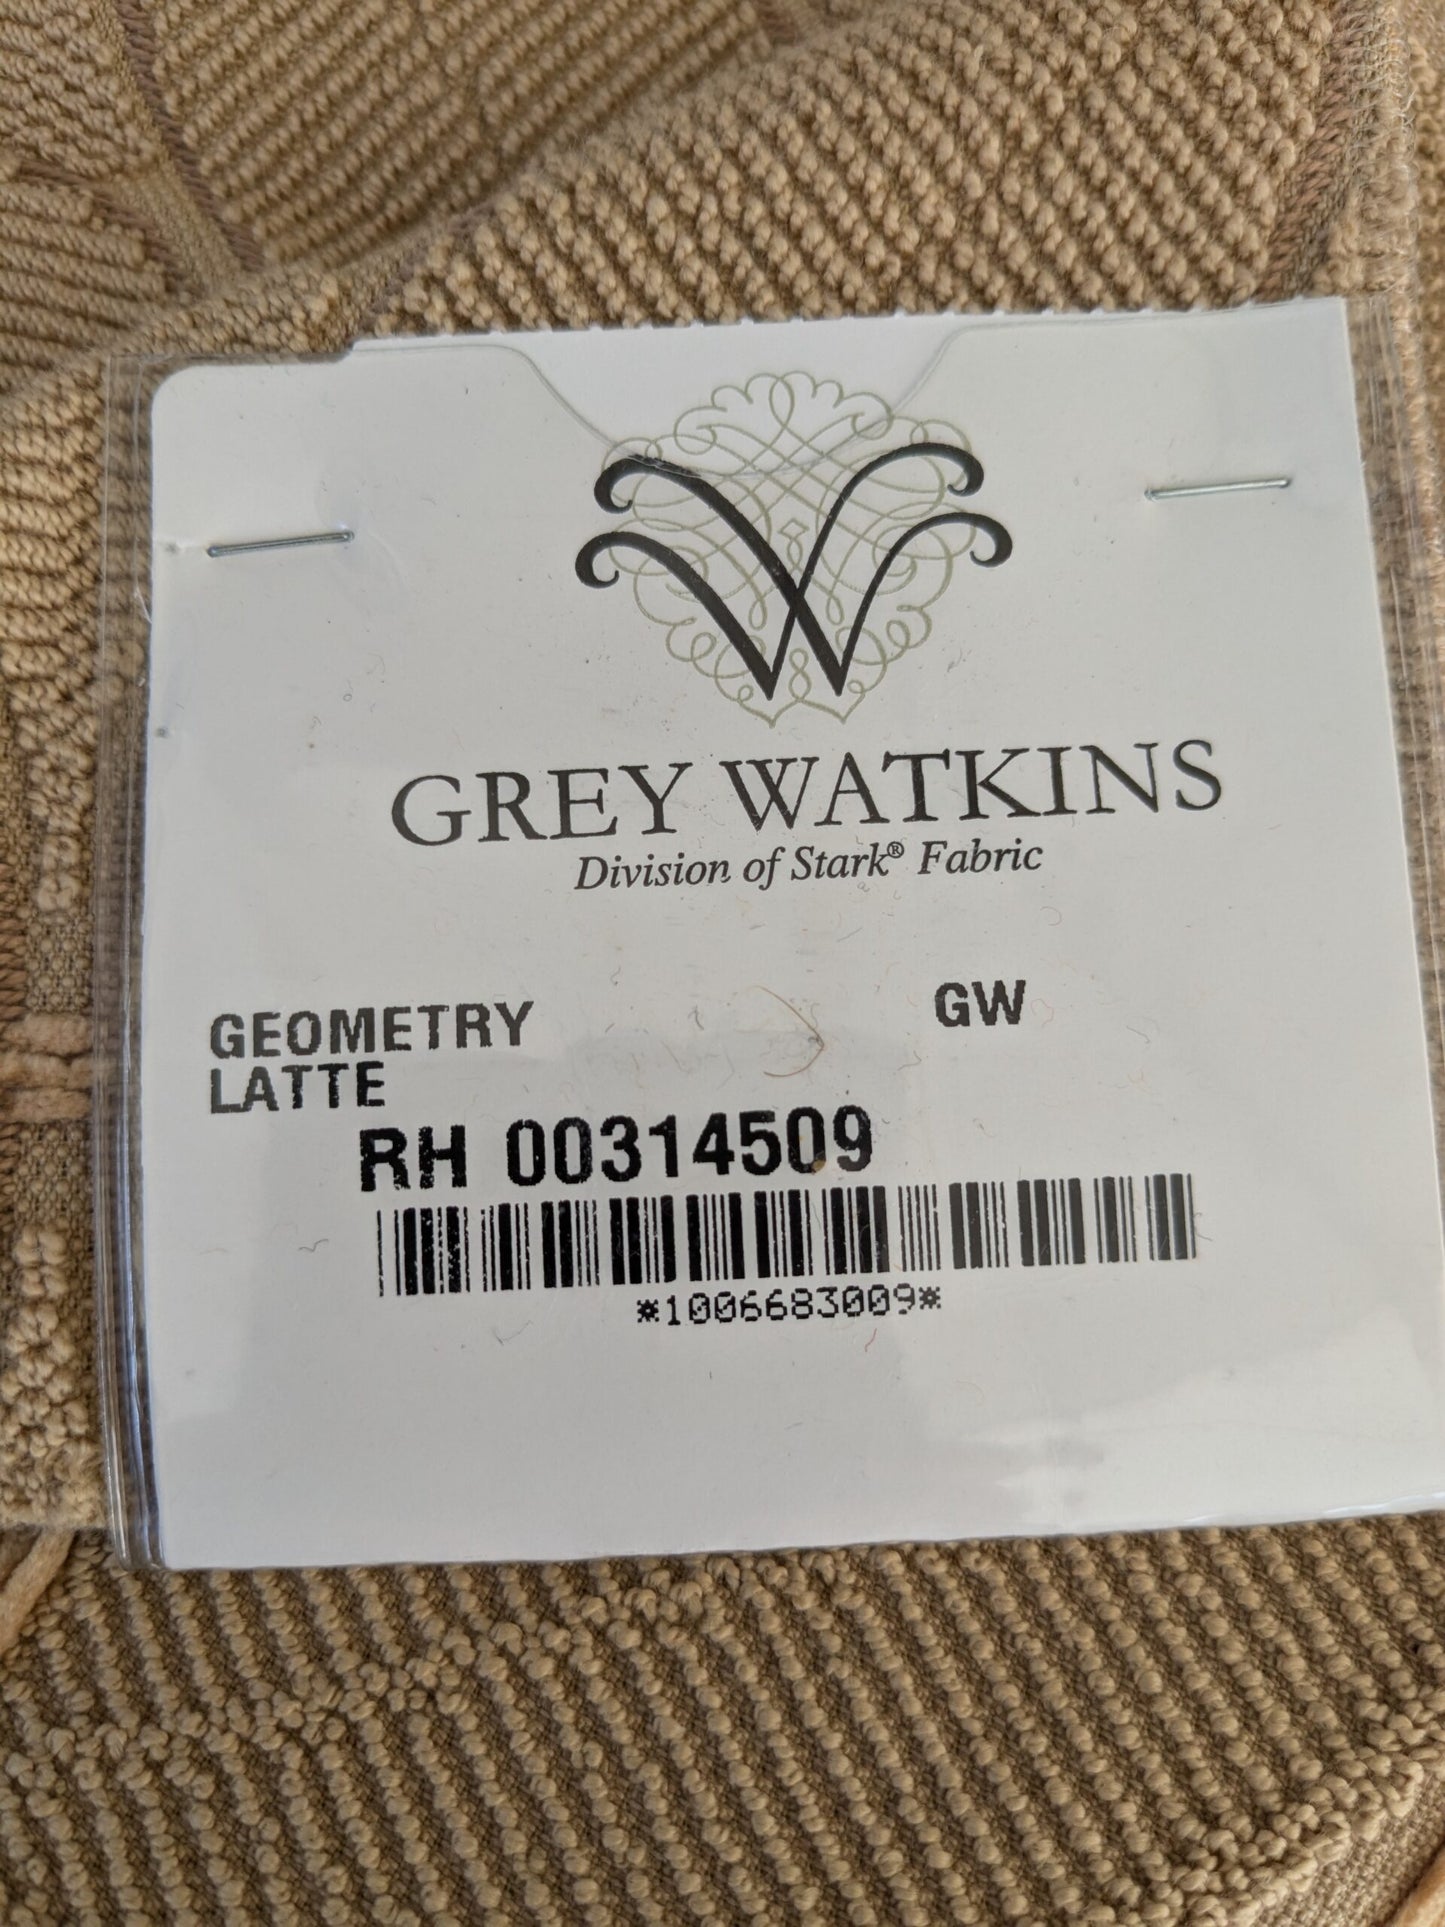 W
GREY WATKINS
Division of Stark® Fabric
GEOMETRY GW
LATTE
RH 00314509
*1006683009*